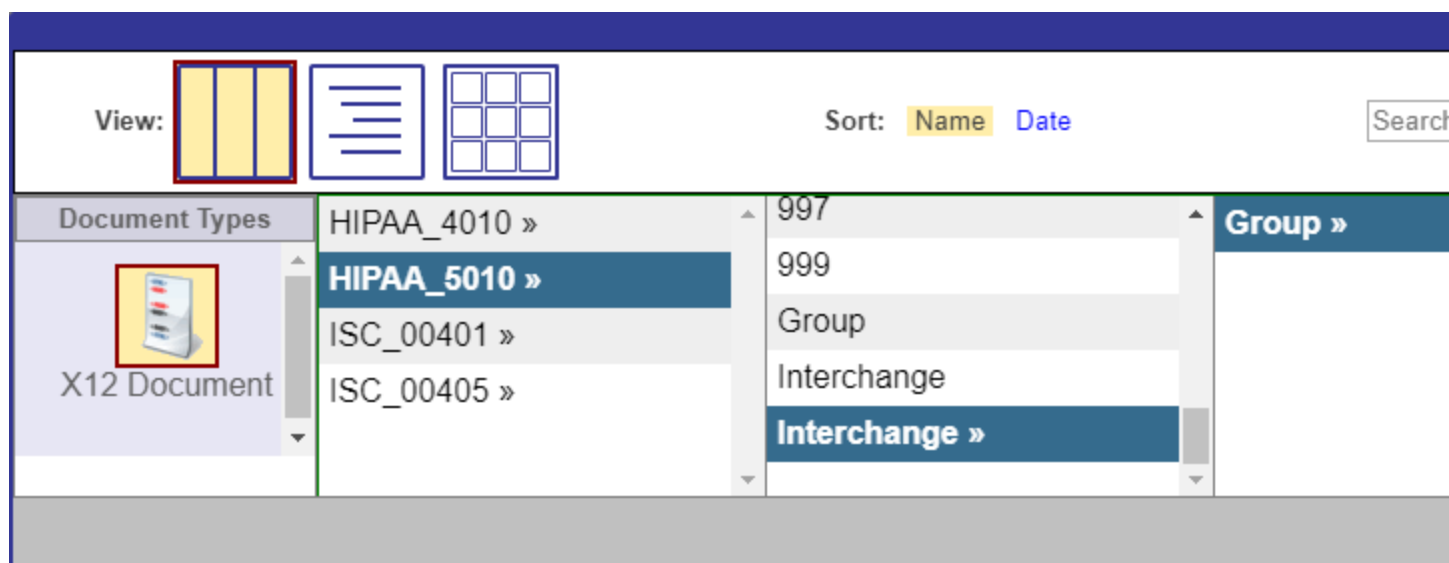 View:
Sort: Name Date
Search
Document Types
X12 Document
HIPAA_4010 »
HIPAA_5010 »
ISC_00401 »
ISC_00405 »
997
999
Group
Interchange
Interchange »
Group »